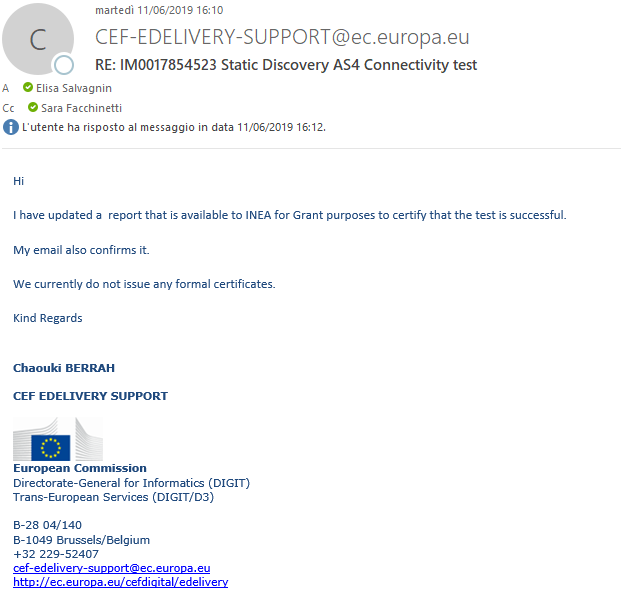 martedì 11/06/2019 16:10
C
CEF-EDELIVERY-SUPPORT@ec.europa.eu
RE: IM0017854523 Static Discovery AS4 Connectivity test
A Elisa Salvagnin
Cc Sara Facchinetti
L'utente ha risposto al messaggio in data 11/06/2019 16:12.
Hi
I have updated a  report that is available to INEA for Grant purposes to certify that the test is successful.
My email also confirms it.
We currently do not issue any formal certificates.
Kind Regards
Chaouki BERRAH
CEF EDELIVERY SUPPORT
European Commission
Directorate-General for Informatics (DIGIT)
Trans-European Services (DIGIT/D3)
B-28 04/140
B-1049 Brussels/Belgium
+32 229-52407
cef-edelivery-support@ec.europa.eu
http://ec.europa.eu/cefdigital/edelivery